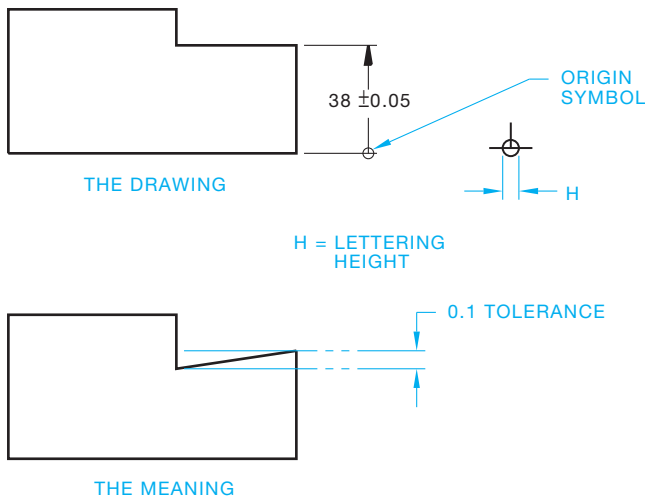 ORIGIN
SYMBOL
38 ±0.05
THE DRAWING
H
H = LETTERING
HEIGHT
0.1 TOLERANCE
THE MEANING